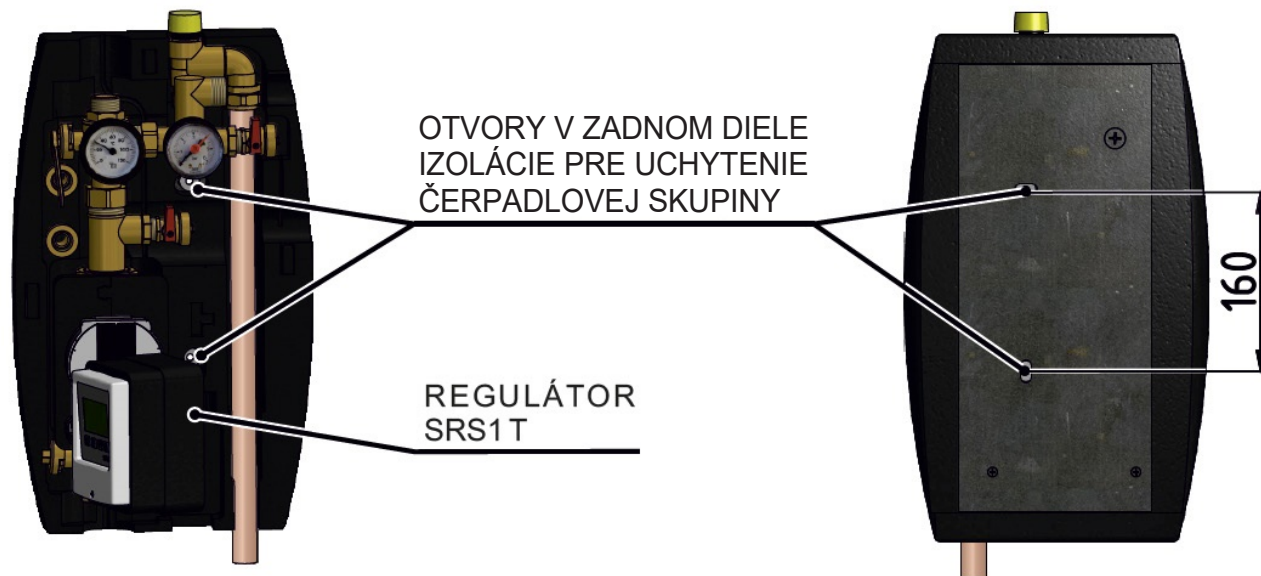 OTVORY V ZADNOM DIELE
IZOLÁCIE PRE UCHYTENIE
ČERPADLOVEJ SKUPINY
160
REGULÁTOR
SRS1 T